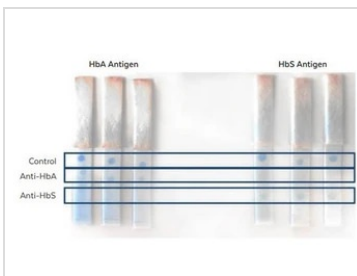 HbA Antigen
HbS Antigen
Control
Anti-HbA
Anti-HbS